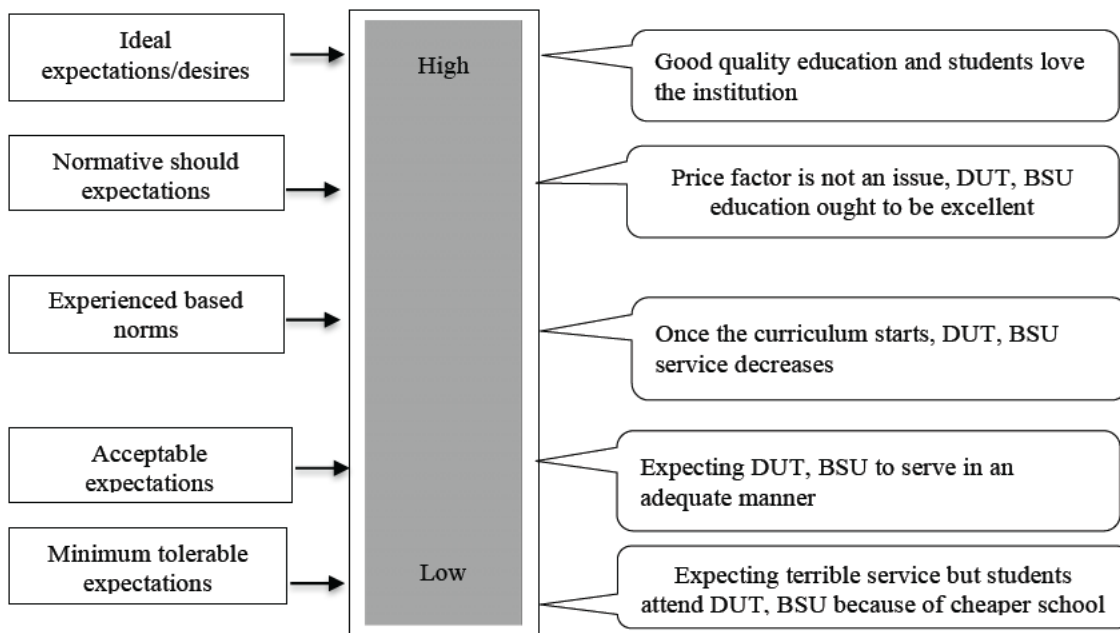 Ideal
expectations/desires
High
Good quality education and students love
the institution
Normative should
expectations
Price factor is not an issue, DUT, BSU
education ought to be excellent
Experienced based
norms
Once the curriculum starts, DUT, BSU
service decreases
Acceptable
expectations
Expecting DUT, BSU to serve in an
adequate manner
Minimum tolerable
expectations
Low
Expecting terrible service but students
attend DUT, BSU because of cheaper school